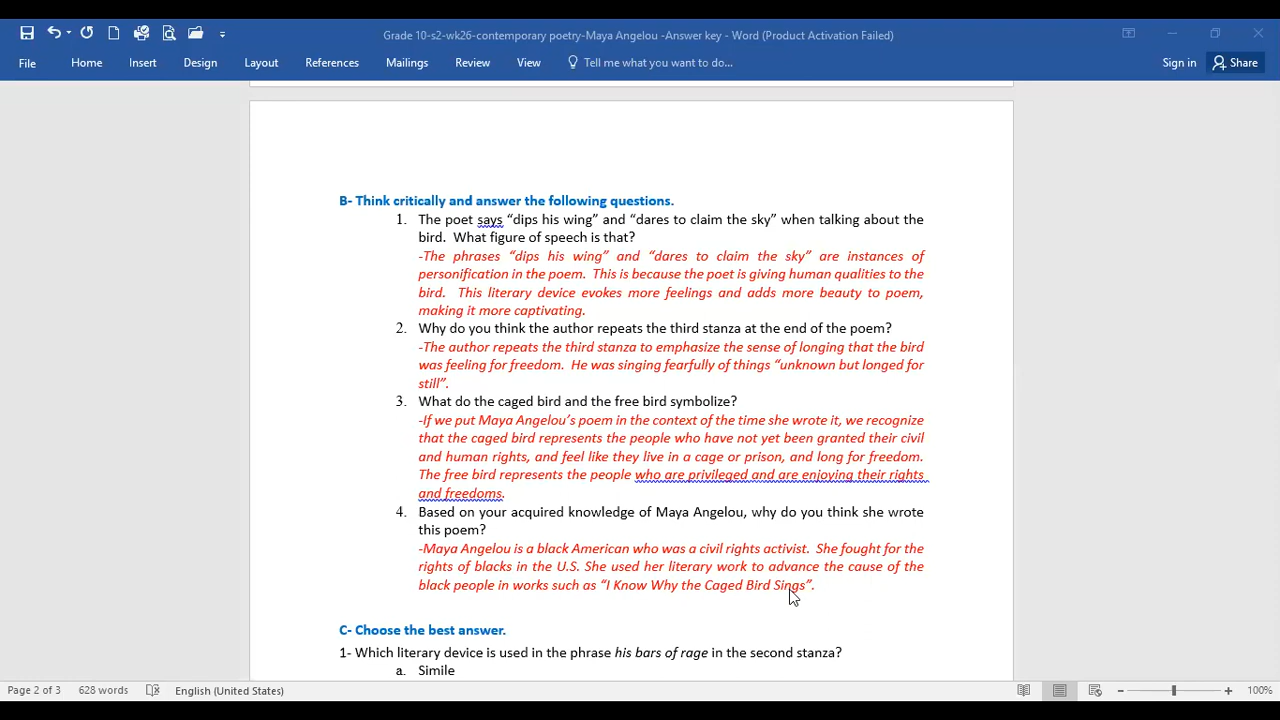 Grade 10-s2-wk26-contemporary poetry-Maya Angelou -Answer key - Word (Product Activation Failed)
File Home Insert Design Layout References Mailings Review View Tell me what you want to do... Sign in Share
B- Think critically and answer the following questions.
1. The poet says “dips his wing” and “dares to claim the sky” when talking about the
bird. What figure of speech is that?
-The phrases “dips his wing” and “dares to claim the sky” are instances of
personification in the poem. This is because the poet is giving human qualities to the
bird. This literary device evokes more feelings and adds more beauty to poem,
making it more captivating.
2. Why do you think the author repeats the third stanza at the end of the poem?
-The author repeats the third stanza to emphasize the sense of longing that the bird
was feeling for freedom. He was singing fearfully of things “unknown but longed for
still”.
3. What do the caged bird and the free bird symbolize?
-If we put Maya Angelou’s poem in the context of the time she wrote it, we recognize
that the caged bird represents the people who have not yet been granted their civil
and human rights, and feel like they live in a cage or prison, and long for freedom.
The free bird represents the people who are privileged and are enjoying their rights
and freedoms.
4. Based on your acquired knowledge of Maya Angelou, why do you think she wrote
this poem?
-Maya Angelou is a black American who was a civil rights activist. She fought for the
rights of blacks in the U.S. She used her literary work to advance the cause of the
black people in works such as “I Know Why the Caged Bird Sings”.
C- Choose the best answer.
1- Which literary device is used in the phrase his bars of rage in the second stanza?
a. Simile
Page 2 of 3 628 words English (United States) 100%